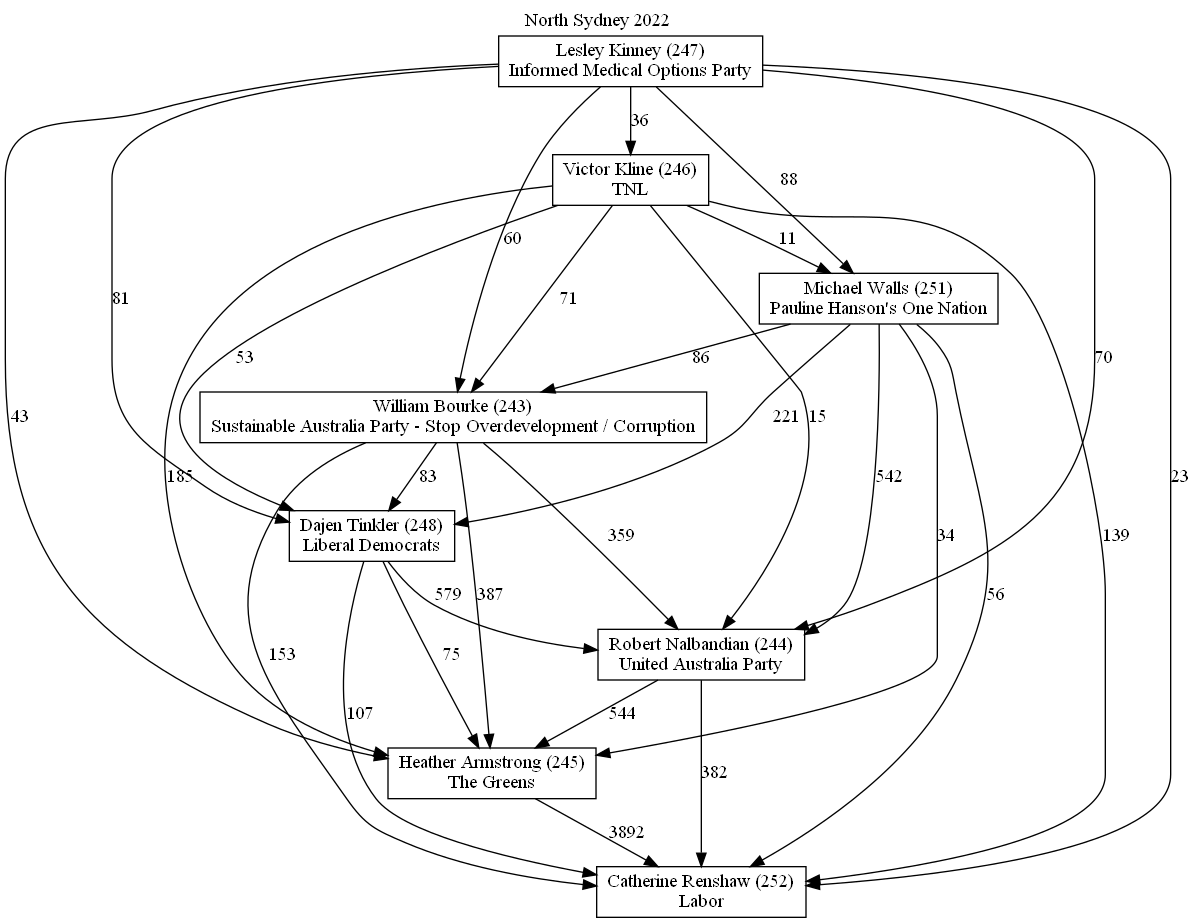 North Sydney 2022
Lesley Kinney (247)
Informed Medical Options Party
36
Victor Kline (246)
TNL
88
60
11
71
81
Michael Walls (251)
Pauline Hanson's One Nation
53
86
70
William Bourke (243)
Sustainable Australia Party - Stop Overdevelopment / Corruption
43
221
15
185
83
542
23
Dajen Tinkler (248)
Liberal Democrats
359
34
139
579
387
56
Robert Nalbandian (244)
United Australia Party
153
75
107
544
Heather Armstrong (245)
The Greens
382
3892
Catherine Renshaw (252)
Labor